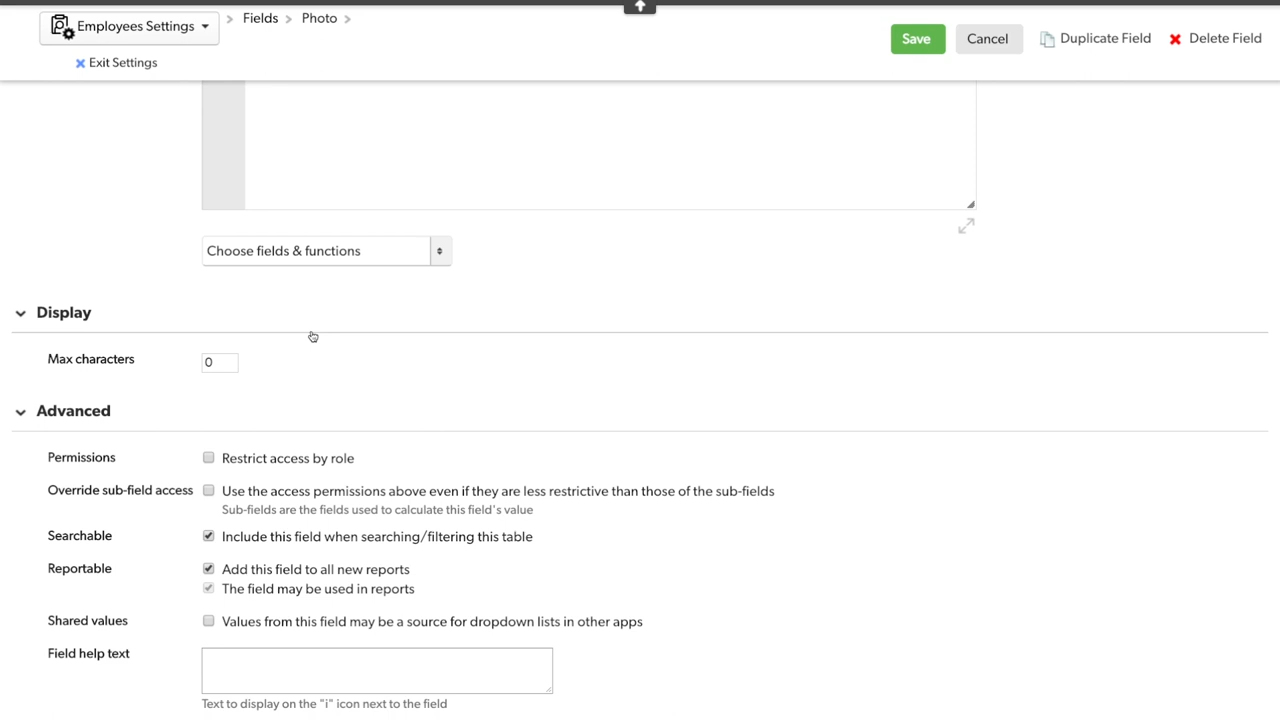 Employees Settings
Fields
Photo
Save
Cancel
Duplicate Field
Delete Field
Exit Settings
Choose fields & functions
Display
Max characters
0
Advanced
Permissions
Restrict access by role
Override sub-field access
Use the access permissions above even if they are less restrictive than those of the sub-fields
Sub-fields are the fields used to calculate this field's value
Searchable
Include this field when searching/filtering this table
Reportable
Add this field to all new reports
The field may be used in reports
Shared values
Values from this field may be a source for dropdown lists in other apps
Field help text
Text to display on the "i" icon next to the field